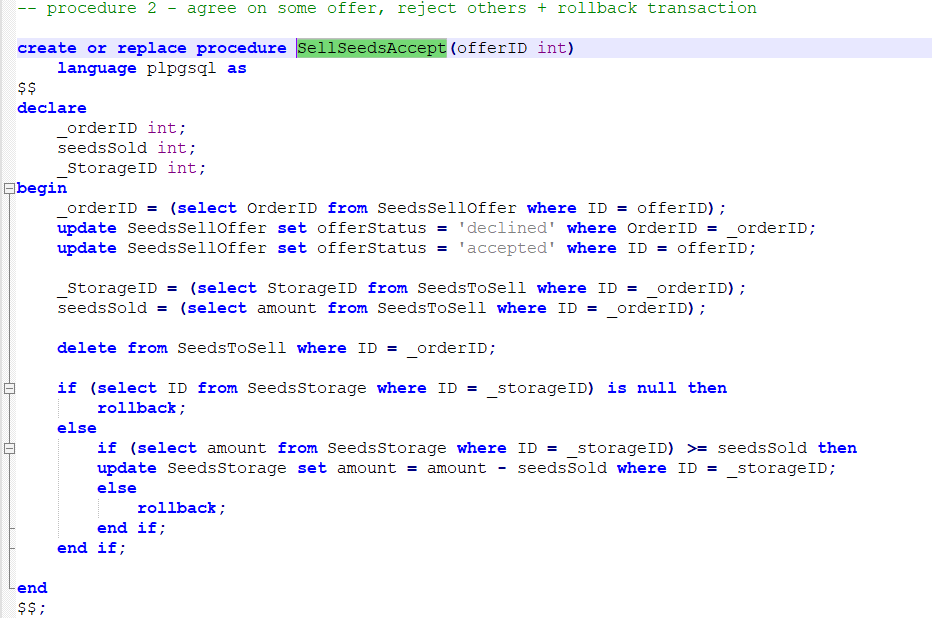 -- procedure 2 - agree on some offer, reject others + rollback transaction
create or replace procedure SellSeedsAccept(offerID int)
    language plpgsql as
$$
declare
    _orderID int;
    seedsSold int;
    _StorageID int;
begin
    _orderID = (select OrderID from SeedsSellOffer where ID = offerID);
    update SeedsSellOffer set offerStatus = 'declined' where OrderID = _orderID;
    update SeedsSellOffer set offerStatus = 'accepted' where ID = offerID;
    _StorageID = (select StorageID from SeedsToSell where ID = _orderID);
    seedsSold = (select amount from SeedsToSell where ID = _orderID);
    delete from SeedsToSell where ID = _orderID;
    if (select ID from SeedsStorage where ID = _storageID) is null then
        rollback;
    else
        if (select amount from SeedsStorage where ID = _storageID) >= seedsSold then
        update SeedsStorage set amount = amount - seedsSold where ID = _storageID;
        else
            rollback;
        end if;
    end if;
end
$$;